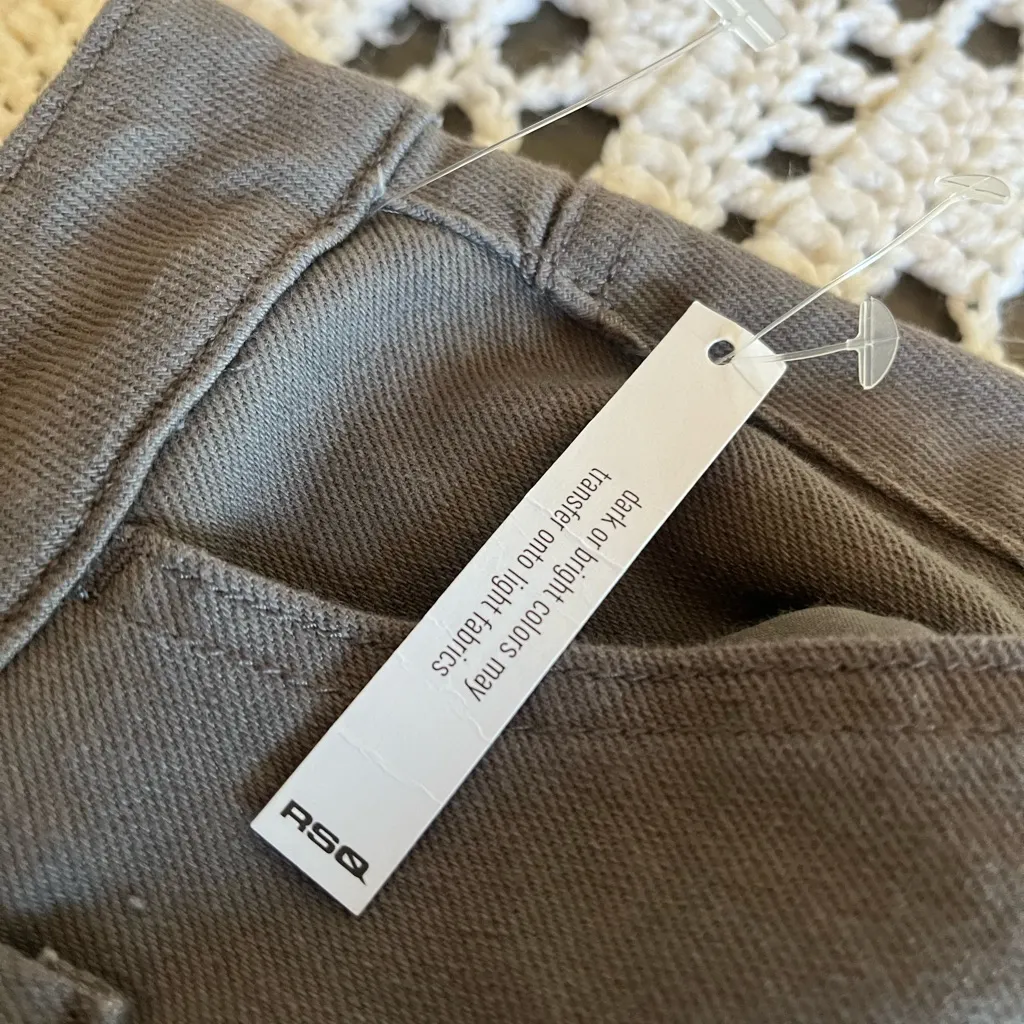 dark or bright colors may
transfer onto light fabrics
RSQ